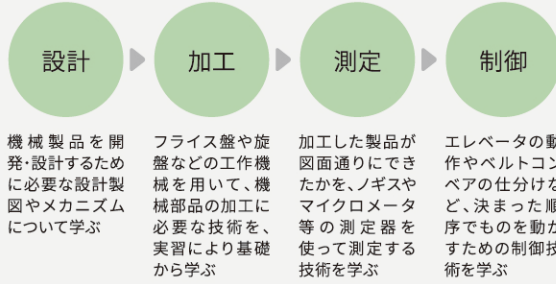 設計
加工
測定
制御
機械製品を開
発・設計するため
に必要な設計製
図やメカニズム
について学ぶ
フライス盤や旋
盤などの工作機
械を用いて、機
械部品の加工に
必要な技術を、
実習により基礎
から学ぶ
加工した製品が
図面通りにでき
たかを、ノギスや
マイクロメータ
等の測定器を
使って測定する
技術を学ぶ
エレベータの動
作やベルトコン
ベアの仕分けな
ど、決まった順
序でものを動か
すための制御技
術を学ぶ